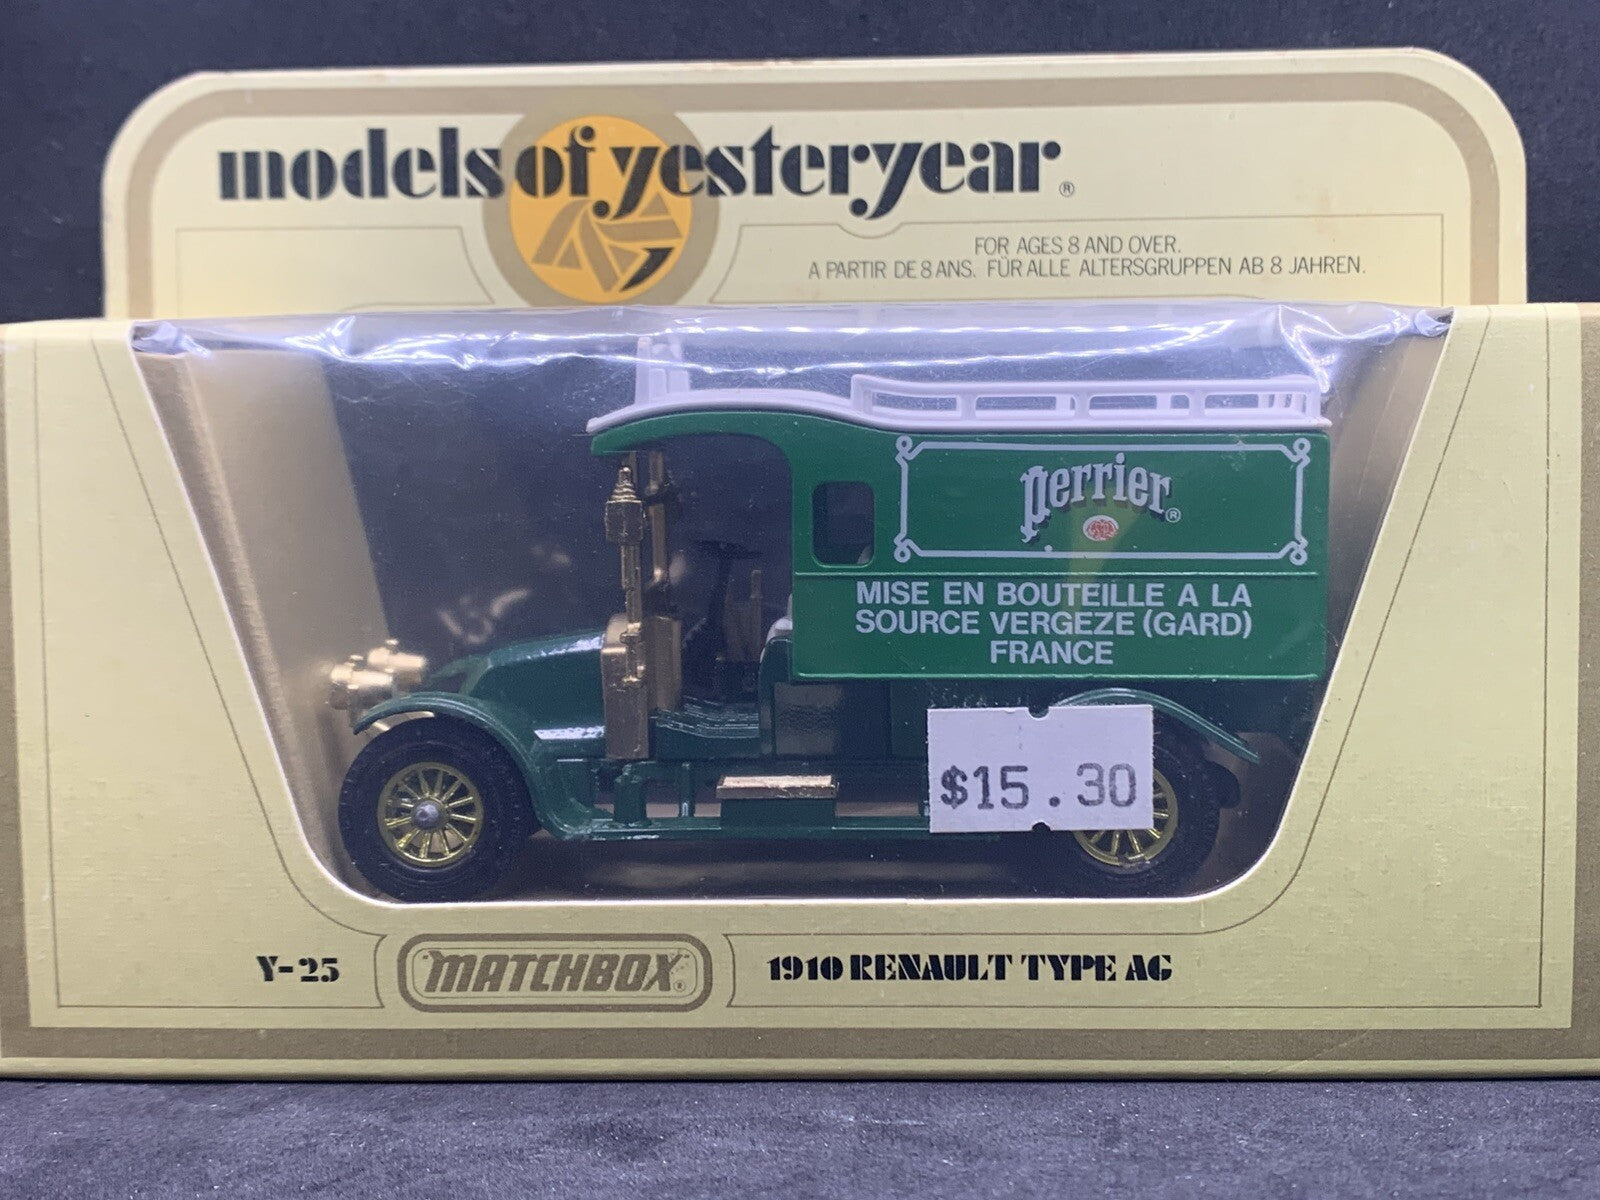 models of yesteryear®
FOR AGES 8 AND OVER.
A PARTIR DE 8 ANS. FÜR ALLE ALTERSGRUPPEN AB 8 JAHREN.
perrier®
MISE EN BOUTEILLE A LA
SOURCE VERGEZE (GARD)
FRANCE
$15.30
Y-25 "MATCHBOX"® 1910 RENAULT TYPE AG